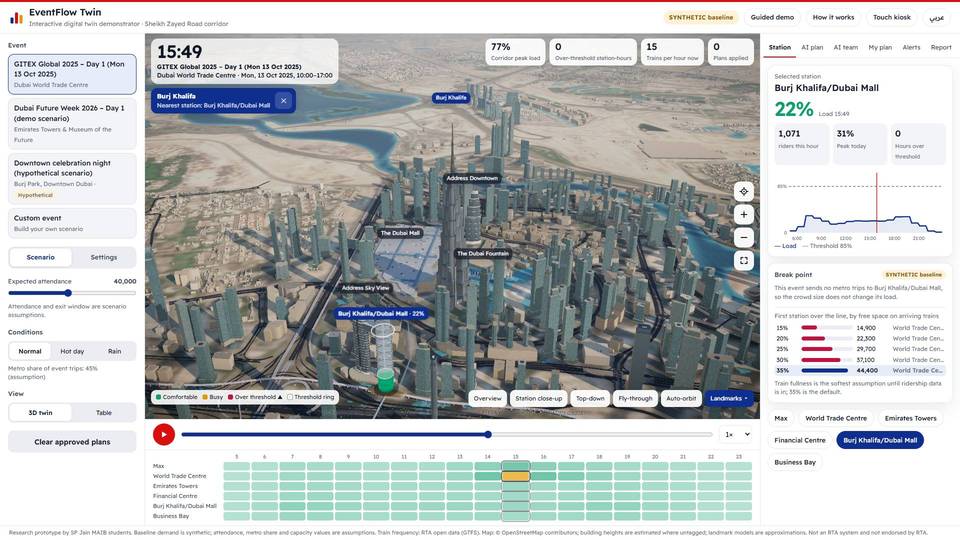 EventFlow Twin
Interactive digital twin demonstrator · Sheikh Zayed Road corridor
SYNTHETIC baseline
Guided demo
How it works
Touch kiosk
عربي
Event
GITEX Global 2025 – Day 1 (Mon
13 Oct 2025)
Dubai World Trade Centre
Dubai Future Week 2026 – Day 1
(demo scenario)
Emirates Towers & Museum of the
Future
Downtown celebration night
(hypothetical scenario)
Burj Park, Downtown Dubai ·
Hypothetical
Custom event
Build your own scenario
Scenario
Settings
Expected attendance 40,000
Attendance and exit window are scenario
assumptions.
Conditions
Normal
Hot day
Rain
Metro share of event trips: 45%
(assumption)
View
3D twin
Table
Clear approved plans
15:49
GITEX Global 2025 – Day 1 (Mon 13 Oct 2025)
Dubai World Trade Centre · Mon, 13 Oct 2025, 10:00–17:00
Burj Khalifa
Nearest station: Burj Khalifa/Dubai Mall
77%
Corridor peak load
0
Over-threshold station-hours
15
Trains per hour now
0
Plans applied
Burj Khalifa
Address Downtown
The Dubai Mall
The Dubai Fountain
Address Sky View
Burj Khalifa/Dubai Mall · 22%
Comfortable
Busy
Over threshold ▲
Threshold ring
Overview
Station close-up
Top-down
Fly-through
Auto-orbit
Landmarks
1×
5 6 7 8 9 10 11 12 13 14 15 16 17 18 19 20 21 22 23
Max
World Trade Centre
Emirates Towers
Financial Centre
Burj Khalifa/Dubai Mall
Business Bay
Station
AI plan
AI team
My plan
Alerts
Report
Selected station
Burj Khalifa/Dubai Mall
22% Load 15:49
1,071
riders this hour
31%
Peak today
0
Hours over
threshold
85%
6:00 9:00 12:00 15:00 18:00 21:00
— Load
Threshold 85%
Break point
SYNTHETIC baseline
This event sends no metro trips to Burj Khalifa/Dubai Mall,
so the crowd size does not change its load.
First station over the line, by free space on arriving trains
15% 14,900 World Trade Cen...
20% 22,300 World Trade Cen...
25% 29,700 World Trade Cen...
30% 37,100 World Trade Cen...
35% 44,400 World Trade Ce...
Train fullness is the softest assumption until ridership data
is in; 35% is the default.
Max
World Trade Centre
Emirates Towers
Financial Centre
Burj Khalifa/Dubai Mall
Business Bay
Research prototype by SP Jain MAIB students. Baseline demand is synthetic; attendance, metro share and capacity values are assumptions. Train frequency: RTA open data (GTFS). Map: © OpenStreetMap contributors; building heights are estimated where untagged; landmark models are approximations. Not an RTA system and not endorsed by RTA.